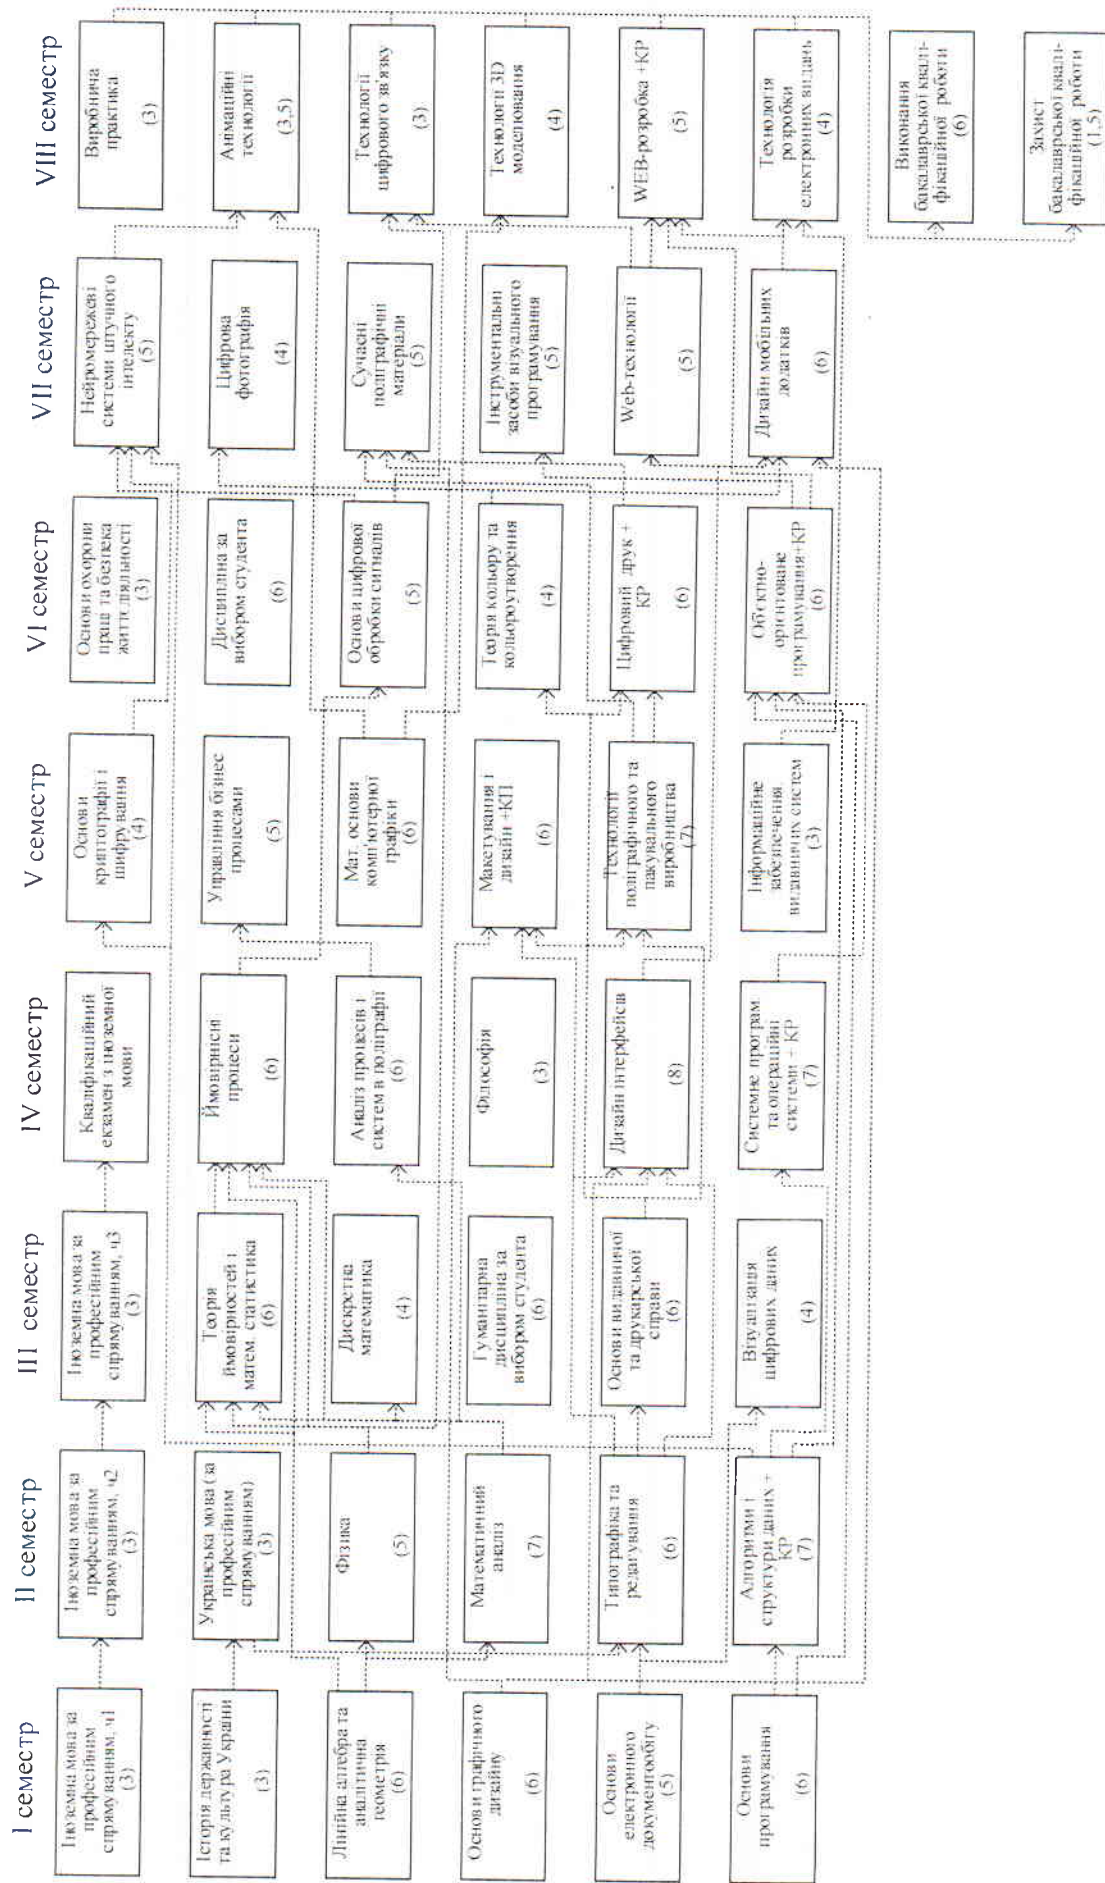 I семестр
Іноземна мова за
професійним
спрямуванням, ч1
(3)
Історія державності
та культура України
(3)
Лінійна алгебра та
аналітична
геометрія
(6)
Основи графічного
дизайну
(6)
Основи
електронного
документообігу
(5)
Основи
програмування
(6)
II семестр
Іноземна мова за
професійним
спрямуванням, ч2
(3)
Українська мова (за
професійним
спрямуванням)
(3)
Фізика
(5)
Математичний
аналіз
(7)
Типографіка та
редагування
(6)
Алгоритми і
структури даних +
КР
(7)
III семестр
Іноземна мова за
професійним
спрямуванням, ч3
(3)
Теорія
ймовірностей і
матем. статистика
(6)
Дискретна
математика
(4)
Гуманітарна
дисципліна за
вибором студента
(6)
Основи видавничої
та друкарської
справи
(6)
Візуалізація
цифрових даних
(4)
IV семестр
Кваліфікаційний
екзамен з іноземної
мови
Ймовірнісні
процеси
(6)
Аналіз процесів і
систем в поліграфії
(6)
Філософія
(3)
Дизайн інтерфейсів
(8)
Системне програм
та операційні
системи + КР
(7)
V семестр
Основи
криптографії і
шифрування
(4)
Управління бізнес
процесами
(5)
Мат. основи
комп'ютерної
графіки
(6)
Макетування і
дизайн +КП
(6)
Технології
поліграфічного та
пакувального
виробництва
(7)
Інформаційне
забезпечення
видавничих систем
(3)
VI семестр
Основи охорони
праці та безпека
життєдіяльності
(3)
Дисципліна за
вибором студента
(6)
Основи цифрової
обробки сигналів
(5)
Теорія кольору та
кольороутворення
(4)
Цифровий друк +
КР
(6)
Об'єктно-
орієнтоване
програмування+КР
(6)
VII семестр
Нейромережеві
системи штучного
інтелекту
(5)
Цифрова
фотографія
(4)
Сучасні
поліграфічні
матеріали
(5)
Інструментальні
засоби візуального
програмування
(5)
Web-технології
(5)
Дизайн мобільних
додатків
(6)
VIII семестр
Виробнича
практика
(3)
Анімаційні
технології
(3,5)
Технології
цифрового зв'язку
(3)
Технології 3D
моделювання
(4)
WEB-розробка +КР
(5)
Технологія
розробки
електронних видань
(4)
Виконання
бакалаврської квалі-
фікаційної роботи
(6)
Захист
бакалаврської квалі-
фікаційної роботи
(1,5)